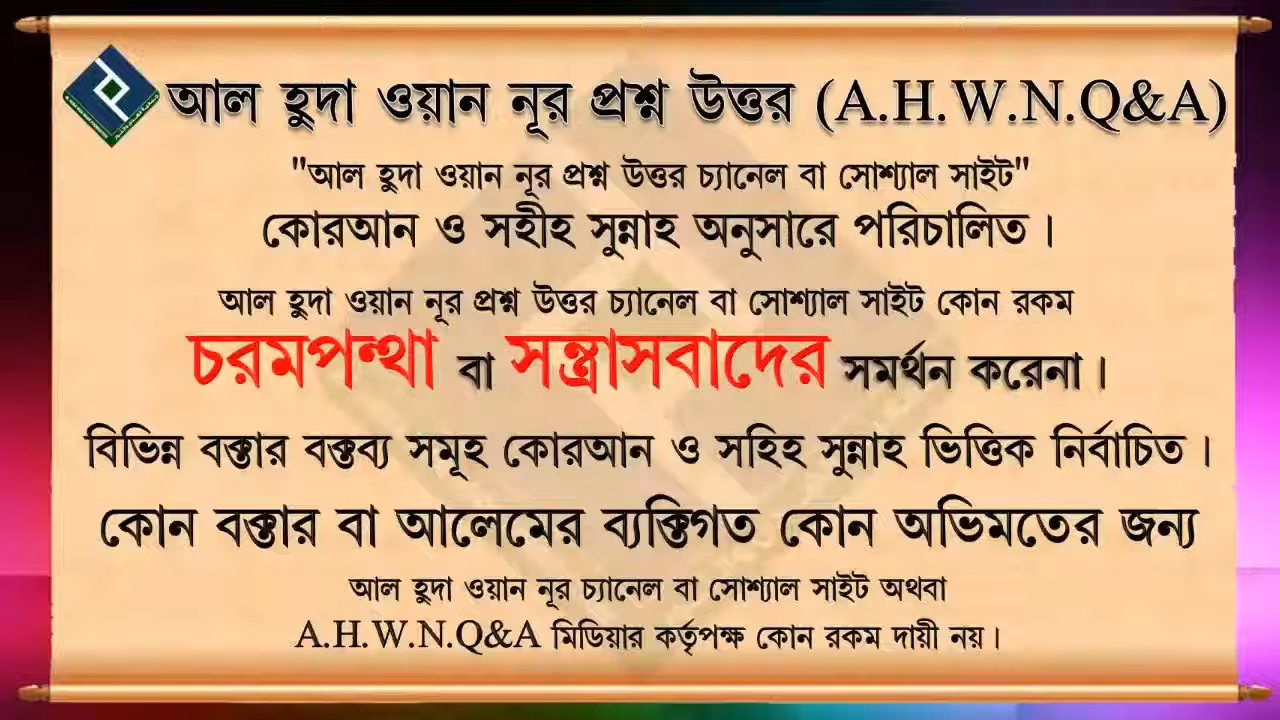 আল হুদা ওয়ান নূর প্রশ্ন উত্তর (A.H.W.N.Q&A)
"আল হুদা ওয়ান নূর প্রশ্ন উত্তর চ্যানেল বা সোশ্যাল সাইট"
কোরআন ও সহীহ সুন্নাহ অনুসারে পরিচালিত।
আল হুদা ওয়ান নূর প্রশ্ন উত্তর চ্যানেল বা সোশ্যাল সাইট কোন রকম
চরমপন্থা বা সন্ত্রাসবাদের সমর্থন করেনা।
বিভিন্ন বক্তার বক্তব্য সমূহ কোরআন ও সহিহ সুন্নাহ ভিত্তিক নির্বাচিত।
কোন বক্তার বা আলেমের ব্যক্তিগত কোন অভিমতের জন্য
আল হুদা ওয়ান নূর চ্যানেল বা সোশ্যাল সাইট অথবা
A.H.W.N.Q&A মিডিয়ার কর্তৃপক্ষ কোন রকম দায়ী নয়।